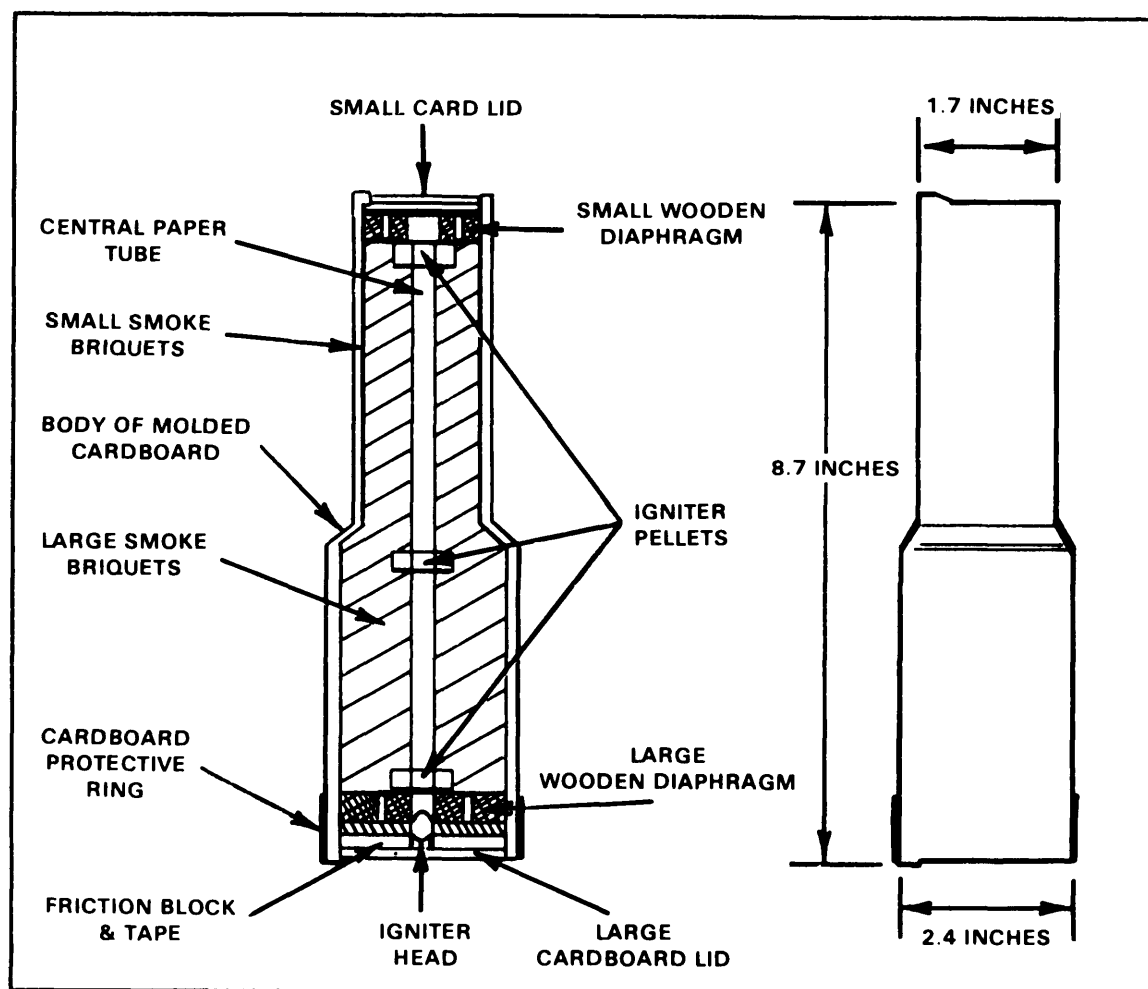 SMALL CARD LID
1.7 INCHES
CENTRAL PAPER
TUBE
SMALL WOODEN
DIAPHRAGM
SMALL SMOKE
BRIQUETS
BODY OF MOLDED
CARDBOARD
8.7 INCHES
IGNITER
PELLETS
LARGE SMOKE
BRIQUETS
CARDBOARD
PROTECTIVE
RING
LARGE
WOODEN DIAPHRAGM
FRICTION BLOCK
& TAPE
IGNITER
HEAD
LARGE
CARDBOARD LID
2.4 INCHES